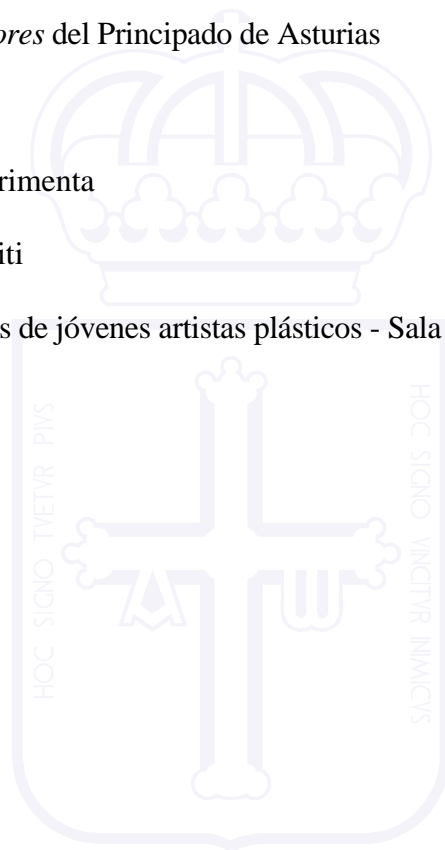 ores del Principado de Asturias
rimenta
iti
s de jóvenes artistas plásticos - Sala
HOC SIGNO TVETVR PIVS
HOC SIGNO VINCITVR INIMICVS